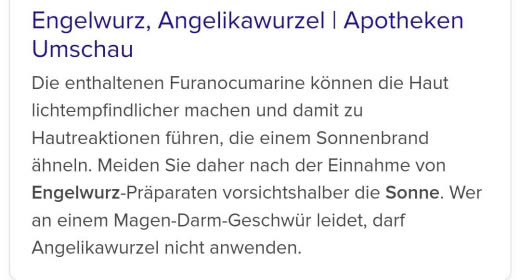 Engelwurz, Angelikawurzel | Apotheken
Umschau
Die enthaltenen Furanocumarine können die Haut
lichtempfindlicher machen und damit zu
Hautreaktionen führen, die einem Sonnenbrand
ähneln. Meiden Sie daher nach der Einnahme von
Engelwurz-Präparaten vorsichtshalber die Sonne. Wer
an einem Magen-Darm-Geschwür leidet, darf
Angelikawurzel nicht anwenden.